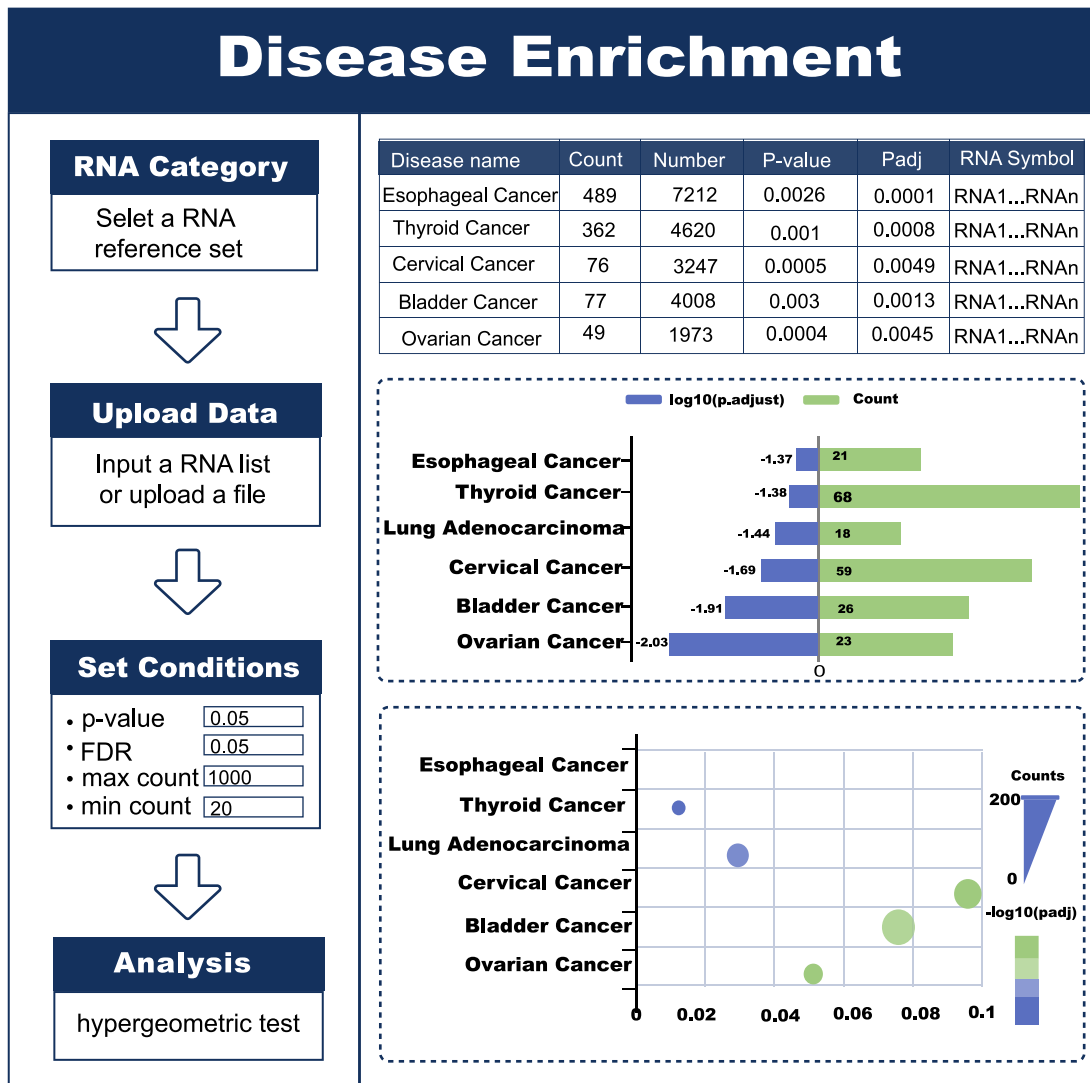 Disease Enrichment
RNA Category
Selet a RNA
reference set
Upload Data
Input a RNA list
or upload a file
Set Conditions
• p-value 0.05
• FDR 0.05
• max count 1000
• min count 20
Analysis
hypergeometric test
Disease name Count Number P-value Padj RNA Symbol
Esophageal Cancer 489 7212 0.0026 0.0001 RNA1...RNAn
Thyroid Cancer 362 4620 0.001 0.0008 RNA1...RNAn
Cervical Cancer 76 3247 0.0005 0.0049 RNA1...RNAn
Bladder Cancer 77 4008 0.003 0.0013 RNA1...RNAn
Ovarian Cancer 49 1973 0.0004 0.0045 RNA1...RNAn
log10(p.adjust) Count
Esophageal Cancer -1.37 21
Thyroid Cancer -1.38 68
Lung Adenocarcinoma -1.44 18
Cervical Cancer -1.69 59
Bladder Cancer -1.91 26
Ovarian Cancer -2.03 23
0
Esophageal Cancer
Thyroid Cancer
Lung Adenocarcinoma
Cervical Cancer
Bladder Cancer
Ovarian Cancer
0 0.02 0.04 0.06 0.08 0.1
Counts
200
0
-log10(padj)